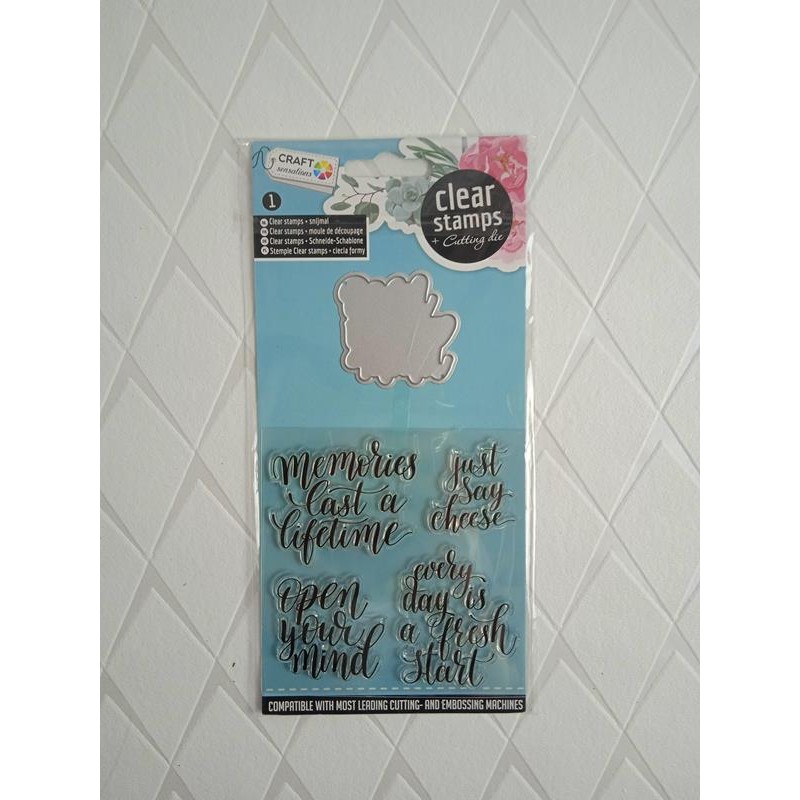 CRAFT
sensations
1
Clear stamps • snijmal
Clear stamps • moule de découpage
Clear stamps • Schneide-Schablone
Stemple Clear stamps • ciecia formy
clear
stamps
+ Cutting die
memories
last a
lifetime
just
say
cheese
open
your
mind
every
day is
a fresh
start
COMPATIBLE WITH MOST LEADING CUTTING- AND EMBOSSING MACHINES